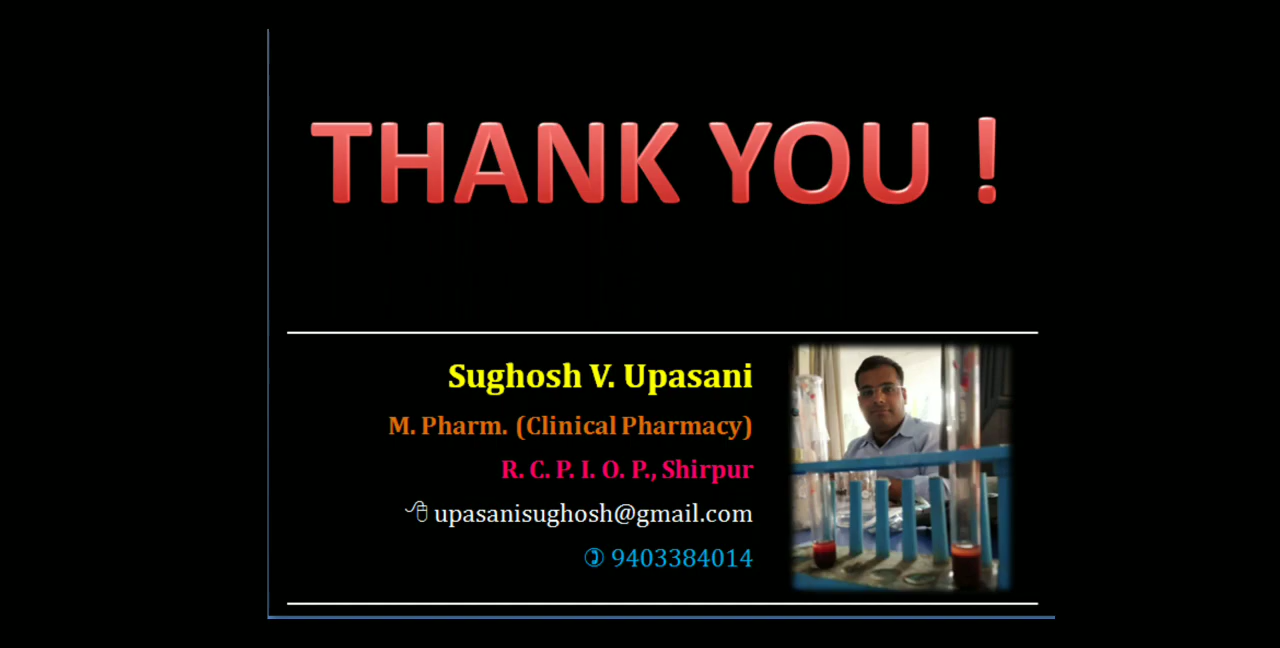 THANK YOU !
Sughosh V. Upasani
M. Pharm. (Clinical Pharmacy)
R. C. P. I. O. P., Shirpur
upasanisughosh@gmail.com
9403384014